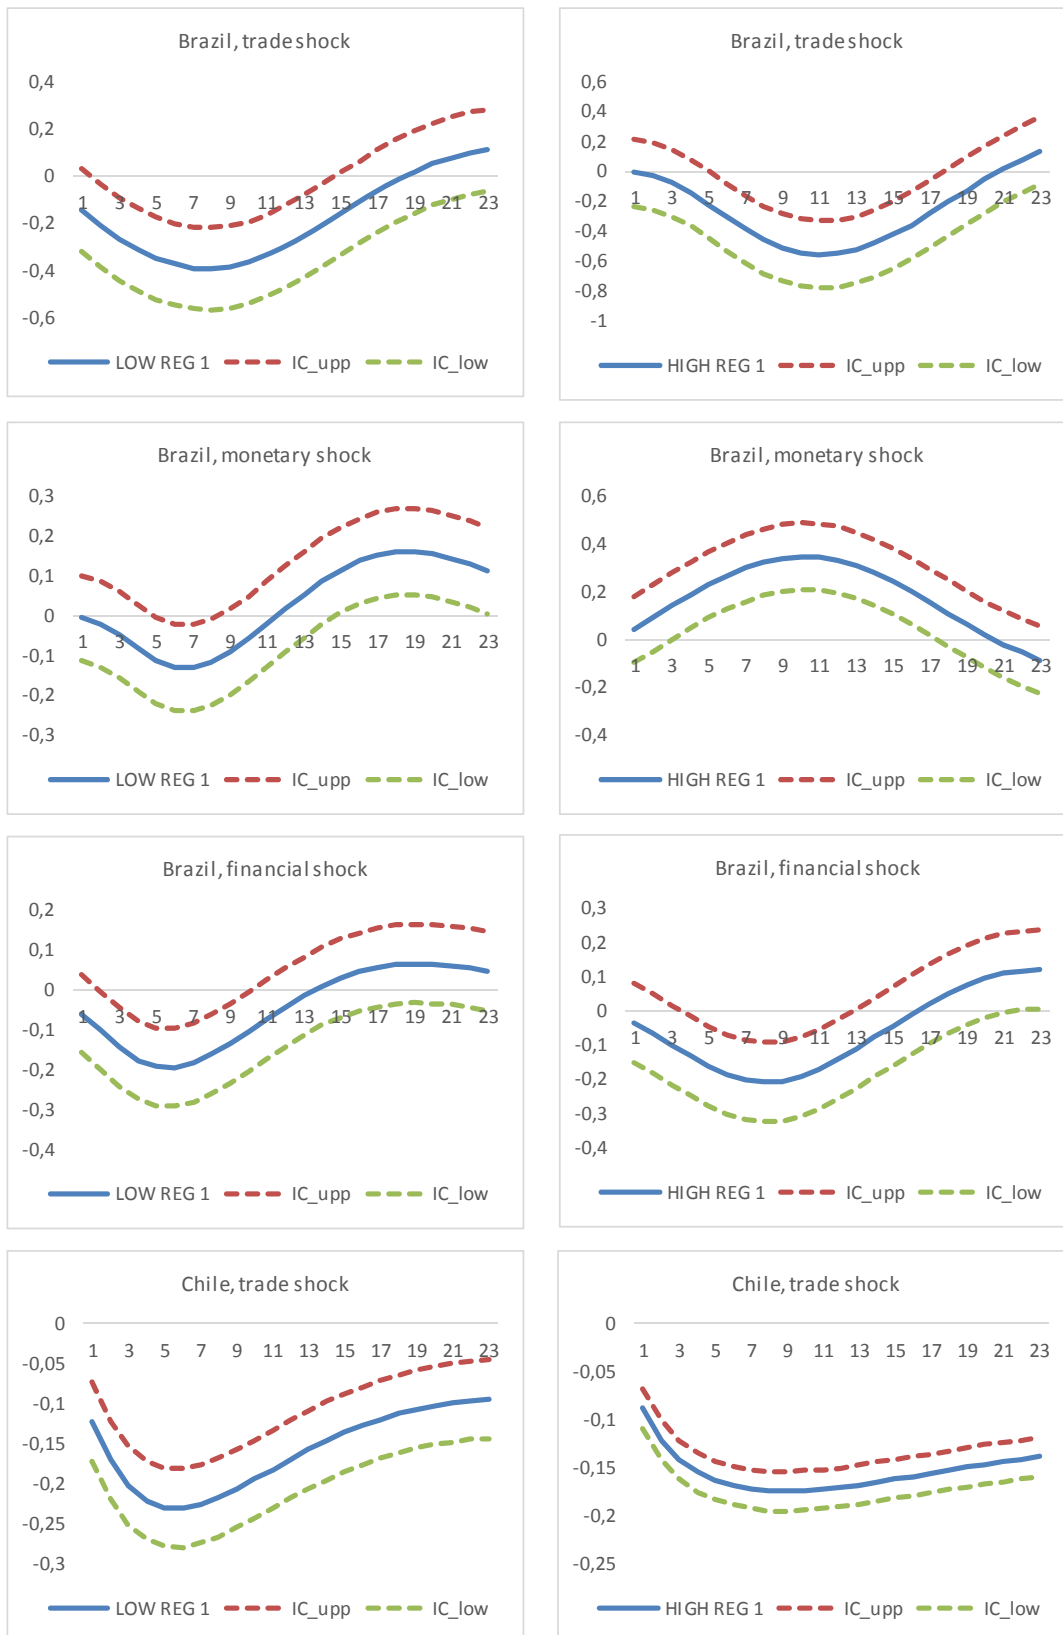 Brazil, trade shock
0,4
0,2
0
-0,2
-0,4
-0,6
1 3 5 7 9 11 13 15 17 19 21 23
LOW REG 1 IC_upp IC_low
Brazil, trade shock
0,6
0,4
0,2
0
-0,2
-0,4
-0,6
-0,8
-1
1 3 5 7 9 11 13 15 17 19 21 23
HIGH REG 1 IC_upp IC_low
Brazil, monetary shock
0,3
0,2
0,1
0
-0,1
-0,2
-0,3
1 3 5 7 9 11 13 15 17 19 21 23
LOW REG 1 IC_upp IC_low
Brazil, monetary shock
0,6
0,4
0,2
0
-0,2
-0,4
1 3 5 7 9 11 13 15 17 19 21 23
HIGH REG 1 IC_upp IC_low
Brazil, financial shock
0,2
0,1
0
-0,1
-0,2
-0,3
-0,4
1 3 5 7 9 11 13 15 17 19 21 23
LOW REG 1 IC_upp IC_low
Brazil, financial shock
0,3
0,2
0,1
0
-0,1
-0,2
-0,3
-0,4
1 3 5 7 9 11 13 15 17 19 21 23
HIGH REG 1 IC_upp IC_low
Chile, trade shock
0
-0,05
-0,1
-0,15
-0,2
-0,25
-0,3
1 3 5 7 9 11 13 15 17 19 21 23
LOW REG 1 IC_upp IC_low
Chile, trade shock
0
-0,05
-0,1
-0,15
-0,2
-0,25
1 3 5 7 9 11 13 15 17 19 21 23
HIGH REG 1 IC_upp IC_low